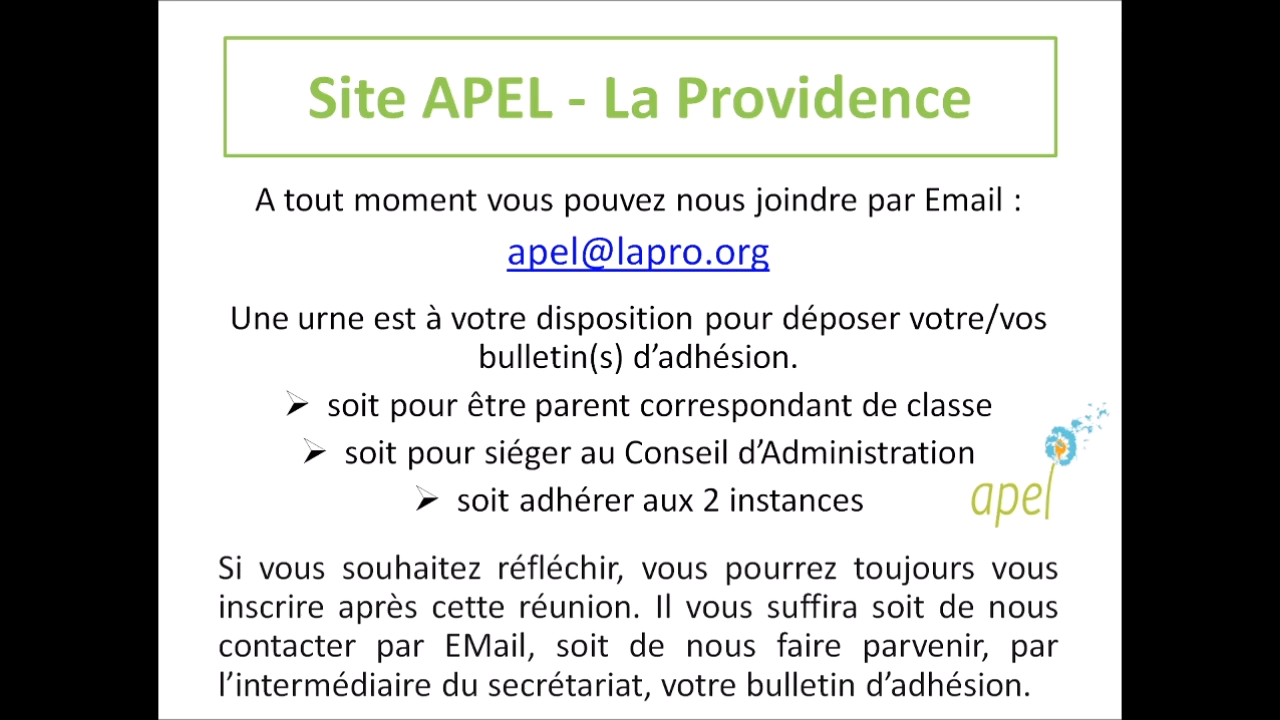 Site APEL - La Providence
A tout moment vous pouvez nous joindre par Email :
apel@lapro.org
Une urne est à votre disposition pour déposer votre/vos
bulletin(s) d’adhésion.
➢ soit pour être parent correspondant de classe
➢ soit pour siéger au Conseil d’Administration
➢ soit adhérer aux 2 instances
apel
Si vous souhaitez réfléchir, vous pourrez toujours vous
inscrire après cette réunion. Il vous suffira soit de nous
contacter par EMail, soit de nous faire parvenir, par
l’intermédiaire du secrétariat, votre bulletin d’adhésion.